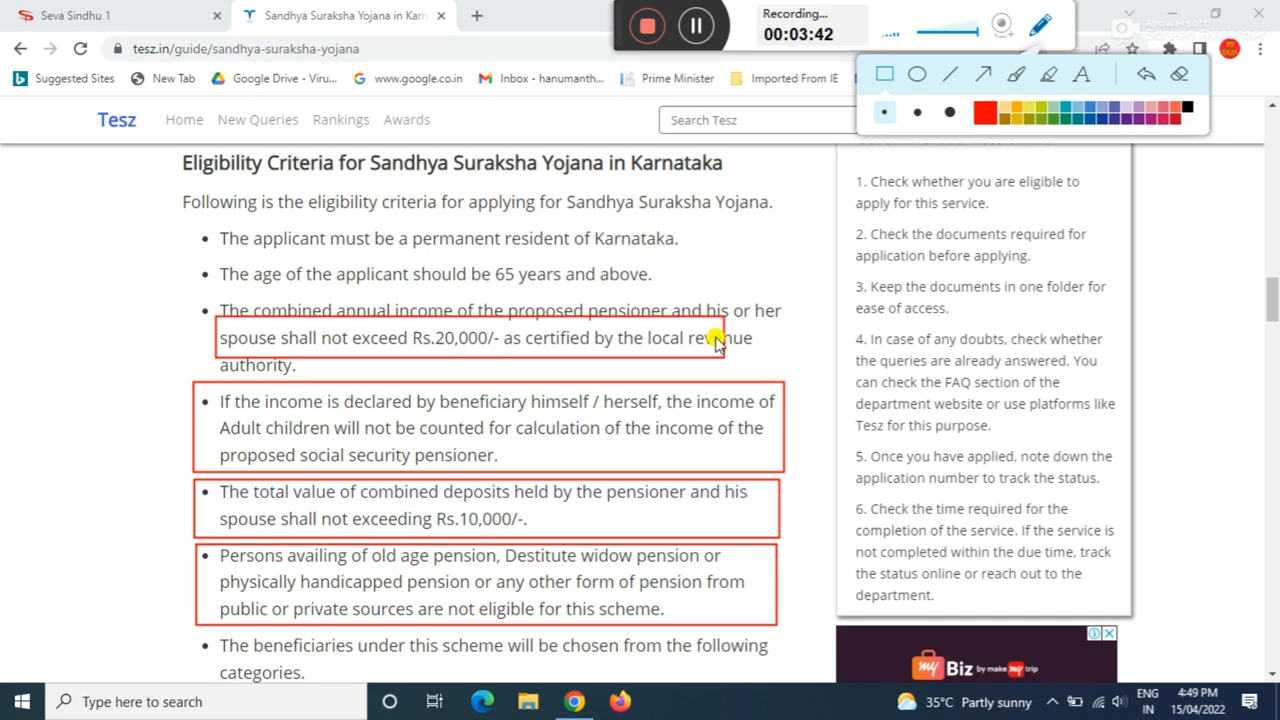 Seva Sindhu 1
Sandhya Suraksha Yojana in Karn
Recording...
00:03:42
Apowersoft
Screen Recorder
tesz.in/guide/sandhya-suraksha-yojana
Suggested Sites
New Tab
Google Drive - Viru...
www.google.co.in
Inbox - hanumanth...
Prime Minister
Imported From IE
A
Tesz
Home
New Queries
Rankings
Awards
Search Tesz
Eligibility Criteria for Sandhya Suraksha Yojana in Karnataka
Following is the eligibility criteria for applying for Sandhya Suraksha Yojana.
• The applicant must be a permanent resident of Karnataka.
• The age of the applicant should be 65 years and above.
• The combined annual income of the proposed pensioner and his or her
spouse shall not exceed Rs.20,000/- as certified by the local revenue
authority.
• If the income is declared by beneficiary himself / herself, the income of
Adult children will not be counted for calculation of the income of the
proposed social security pensioner.
• The total value of combined deposits held by the pensioner and his
spouse shall not exceeding Rs.10,000/-.
• Persons availing of old age pension, Destitute widow pension or
physically handicapped pension or any other form of pension from
public or private sources are not eligible for this scheme.
• The beneficiaries under this scheme will be chosen from the following
categories.
1. Check whether you are eligible to
apply for this service.
2. Check the documents required for
application before applying.
3. Keep the documents in one folder for
ease of access.
4. In case of any doubts, check whether
the queries are already answered. You
can check the FAQ section of the
department website or use platforms like
Tesz for this purpose.
5. Once you have applied, note down the
application number to track the status.
6. Check the time required for the
completion of the service. If the service is
not completed within the due time, track
the status online or reach out to the
department.
my Biz by make my trip
Type here to search
35°C Partly sunny
ENG
IN
4:49 PM
15/04/2022